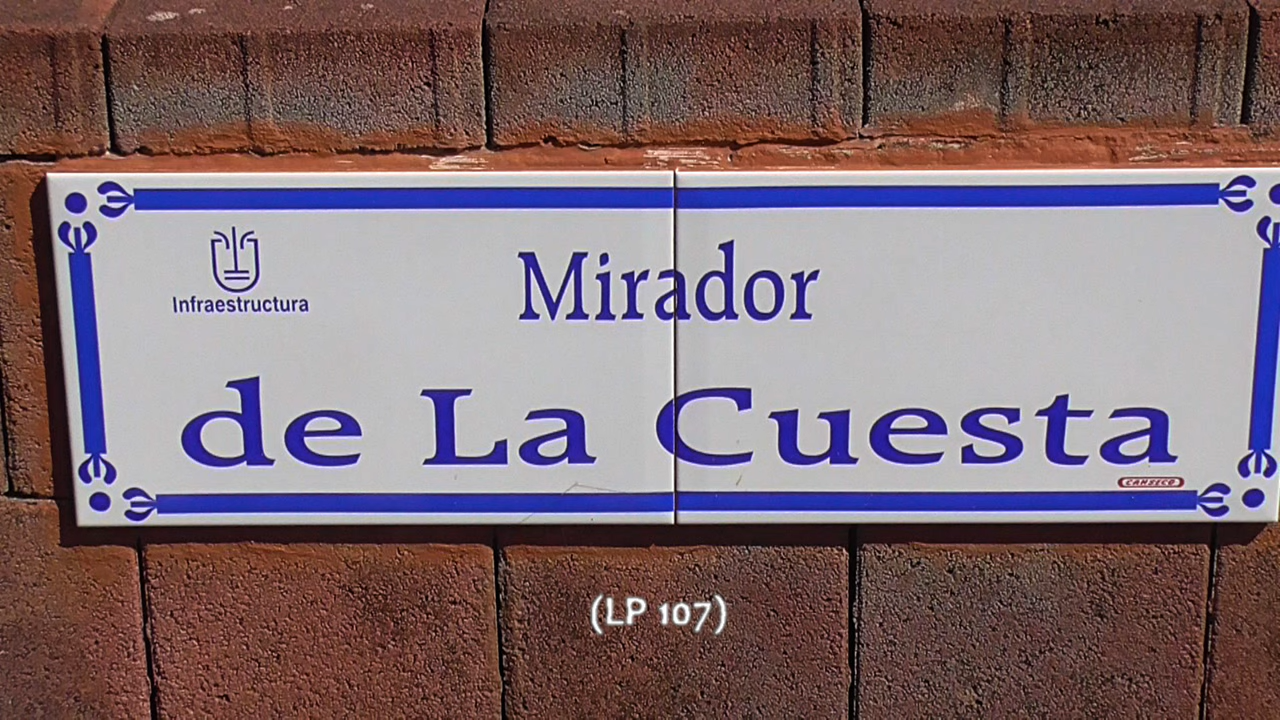 Infraestructura
Mirador
de La Cuesta
CANSECO
(LP 107)